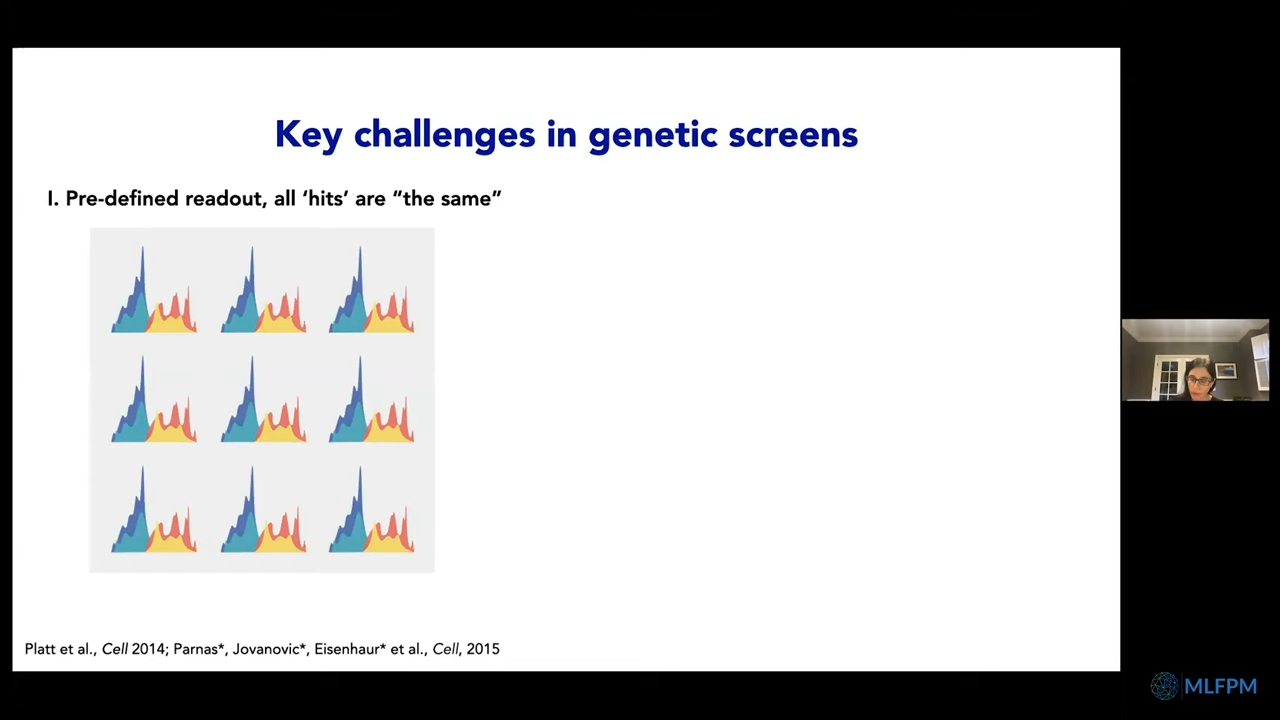 Key challenges in genetic screens
I. Pre-defined readout, all ‘hits’ are “the same”
Platt et al., Cell 2014; Parnas*, Jovanovic*, Eisenhaur* et al., Cell, 2015
MLFPM